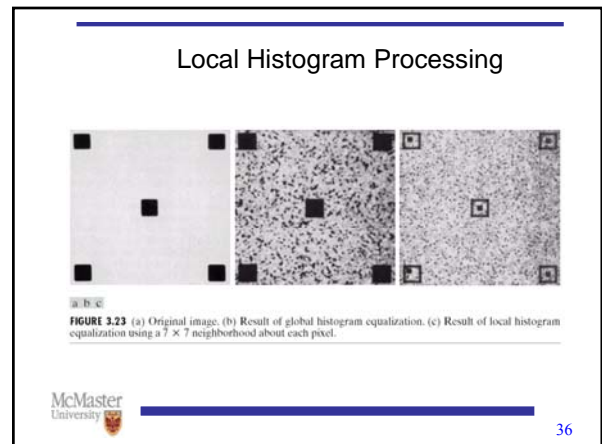 Local Histogram Processing
a b c
FIGURE 3.23 (a) Original image. (b) Result of global histogram equalization. (c) Result of local histogram
equalization using a 7 × 7 neighborhood about each pixel.
McMaster
University
36